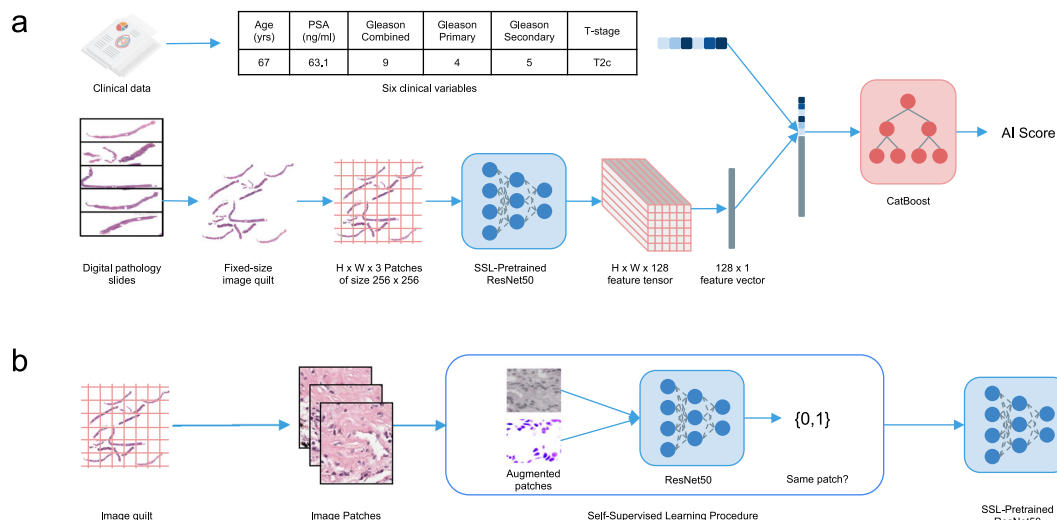 a
Age
(yrs)
PSA
(ng/ml)
Gleason
Combined
Gleason
Primary
Gleason
Secondary
T-stage
67
63.1
9
4
5
T2c
Clinical data
Six clinical variables
AI Score
CatBoost
Digital pathology
slides
Fixed-size
image quilt
H x W x 3 Patches
of size 256 x 256
SSL-Pretrained
ResNet50
H x W x 128
feature tensor
128 x 1
feature vector
b
{0,1}
Augmented
patches
ResNet50
Same patch?
Image quilt
Image Patches
Self-Supervised Learning Procedure
SSL-Pretrained
ResNet50